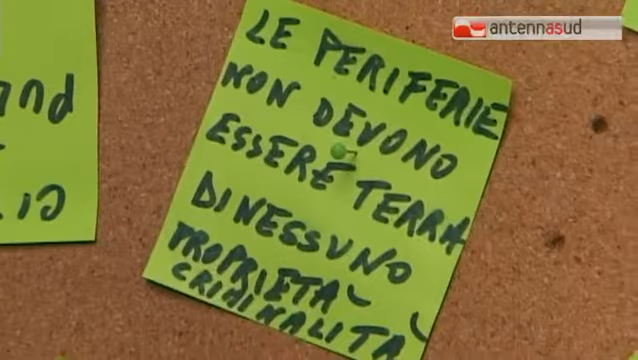 antennasud
LE PERIFERIE
NON DEVONO
ESSERE TERRA
DI NESSUNO
PROPRIETÀ
CRIMINALITÀ